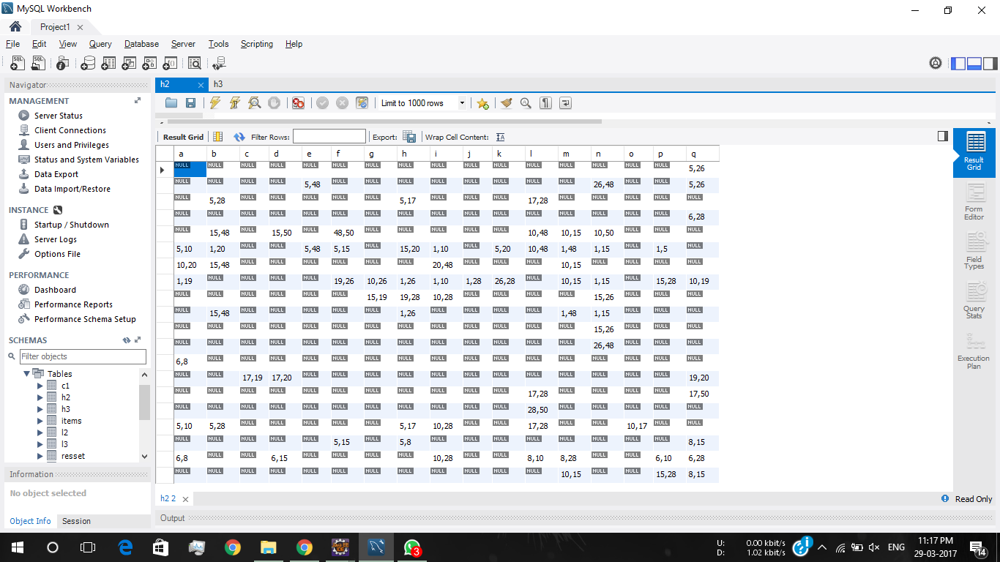 MySQL Workbench
Project1
File Edit View Query Database Server Tools Scripting Help
Navigator
MANAGEMENT
Server Status
Client Connections
Users and Privileges
Status and System Variables
Data Export
Data Import/Restore
INSTANCE
Startup / Shutdown
Server Logs
Options File
PERFORMANCE
Dashboard
Performance Reports
Performance Schema Setup
SCHEMAS
Filter objects
Tables
c1
h2
h3
items
l2
l3
resset
Information
No object selected
Object Info Session
h2 h3
Limit to 1000 rows
Result Grid Filter Rows: Export: Wrap Cell Content:
a b c d e f g h i j k l m n o p q
NULL NULL NULL NULL NULL NULL NULL NULL NULL NULL NULL NULL NULL NULL NULL NULL 5,26
NULL NULL NULL NULL 5,48 NULL NULL NULL NULL NULL NULL NULL NULL 26,48 NULL NULL 5,26
NULL 5,28 NULL NULL NULL NULL NULL 5,17 NULL NULL NULL 17,28 NULL NULL NULL NULL NULL
NULL NULL NULL NULL NULL NULL NULL NULL NULL NULL NULL NULL NULL NULL NULL NULL 6,28
NULL 15,48 NULL 15,50 NULL 48,50 NULL NULL NULL NULL NULL 10,48 10,15 10,50 NULL NULL NULL
5,10 1,20 NULL NULL 5,48 5,15 NULL 15,20 1,10 NULL 5,20 10,48 1,48 1,15 NULL 1,5 NULL
10,20 15,48 NULL NULL NULL NULL NULL NULL 20,48 NULL NULL NULL 10,15 NULL NULL NULL NULL
1,19 NULL NULL NULL NULL 19,26 10,26 1,26 1,10 1,28 26,28 NULL 10,15 1,15 NULL 15,28 10,19
NULL NULL NULL NULL NULL NULL 15,19 19,28 10,28 NULL NULL NULL NULL 15,26 NULL NULL NULL
NULL 15,48 NULL NULL NULL NULL NULL 1,26 NULL NULL NULL NULL 1,48 1,15 NULL NULL NULL
NULL NULL NULL NULL NULL NULL NULL NULL NULL NULL NULL NULL NULL 15,26 NULL NULL NULL
NULL NULL NULL NULL NULL NULL NULL NULL NULL NULL NULL NULL NULL 26,48 NULL NULL NULL
6,8 NULL NULL NULL NULL NULL NULL NULL NULL NULL NULL NULL NULL NULL NULL NULL NULL
NULL NULL 17,19 17,20 NULL NULL NULL NULL NULL NULL NULL NULL NULL NULL NULL NULL 19,20
NULL NULL NULL NULL NULL NULL NULL NULL NULL NULL NULL 17,28 NULL NULL NULL NULL 17,50
NULL NULL NULL NULL NULL NULL NULL NULL NULL NULL NULL 28,50 NULL NULL NULL NULL NULL
5,10 5,28 NULL NULL NULL NULL NULL 5,17 10,28 NULL NULL 17,28 NULL NULL 10,17 NULL NULL
NULL NULL NULL NULL NULL 5,15 NULL 5,8 NULL NULL NULL NULL NULL NULL NULL NULL 8,15
6,8 NULL NULL 6,15 NULL NULL NULL NULL 10,28 NULL NULL 8,10 8,28 NULL NULL 6,10 6,28
NULL NULL NULL NULL NULL NULL NULL NULL NULL NULL NULL NULL 10,15 NULL NULL 15,28 8,15
Result
Grid
Form
Editor
Field
Types
Query
Stats
Execution
Plan
h2 2
Read Only
Output
U: 0.00 kbit/s
D: 1.02 kbit/s
3
ENG
11:17 PM
29-03-2017
14